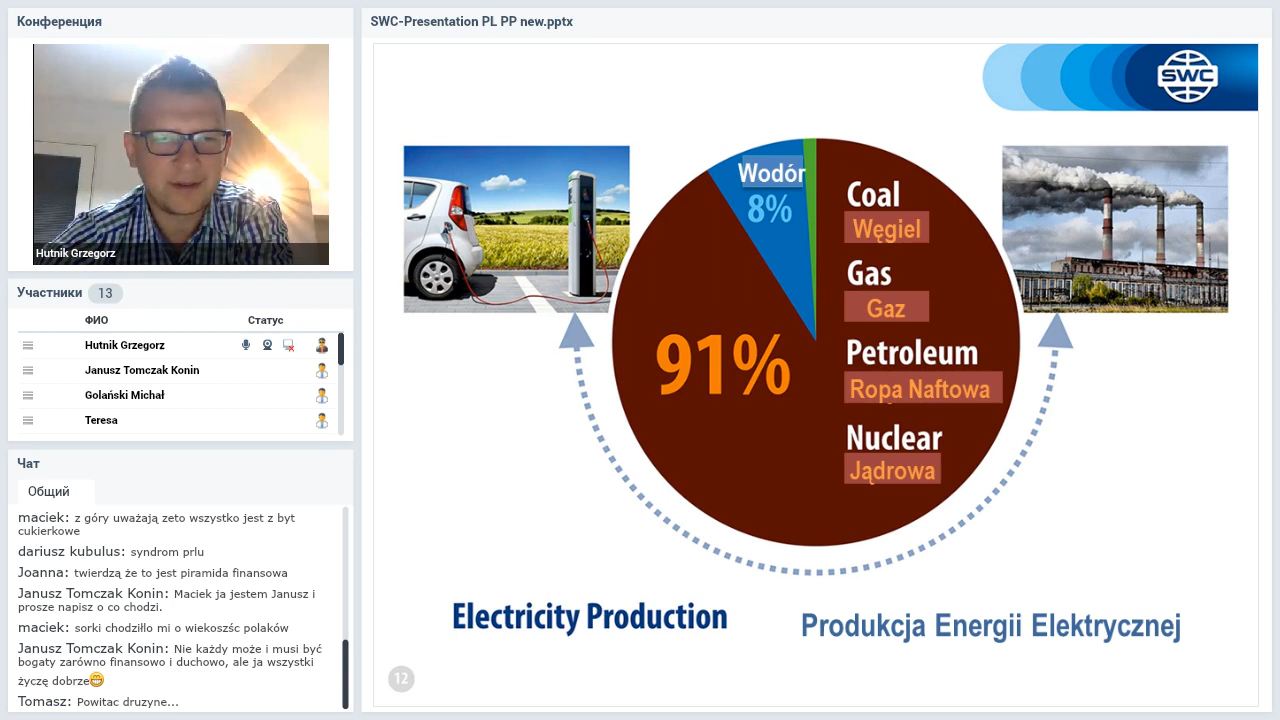 Конференция
Hutnik Grzegorz
Участники 13
ФИО Статус
Hutnik Grzegorz
Janusz Tomczak Konin
Golański Michał
Teresa
Чат
Общий
maciek: z góry uważają zeto wszystko jest z byt
cukierkowe
dariusz kubulus: syndrom prlu
Joanna: twierdzą że to jest piramida finansowa
Janusz Tomczak Konin: Maciek ja jestem Janusz i
prosze napisz o co chodzi.
maciek: sorki chodziłlo mi o wiekoszśc polaków
Janusz Tomczak Konin: Nie każdy może i musi być
bogaty zarówno finansowo i duchowo, ale ja wszystki
życzę dobrze
Tomasz: Powitac druzyne...
SWC-Presentation PL PP new.pptx
SWC
Wodór
8%
91%
Coal
Węgiel
Gas
Gaz
Petroleum
Ropa Naftowa
Nuclear
Jądrowa
Electricity Production
Produkcja Energii Elektrycznej
12